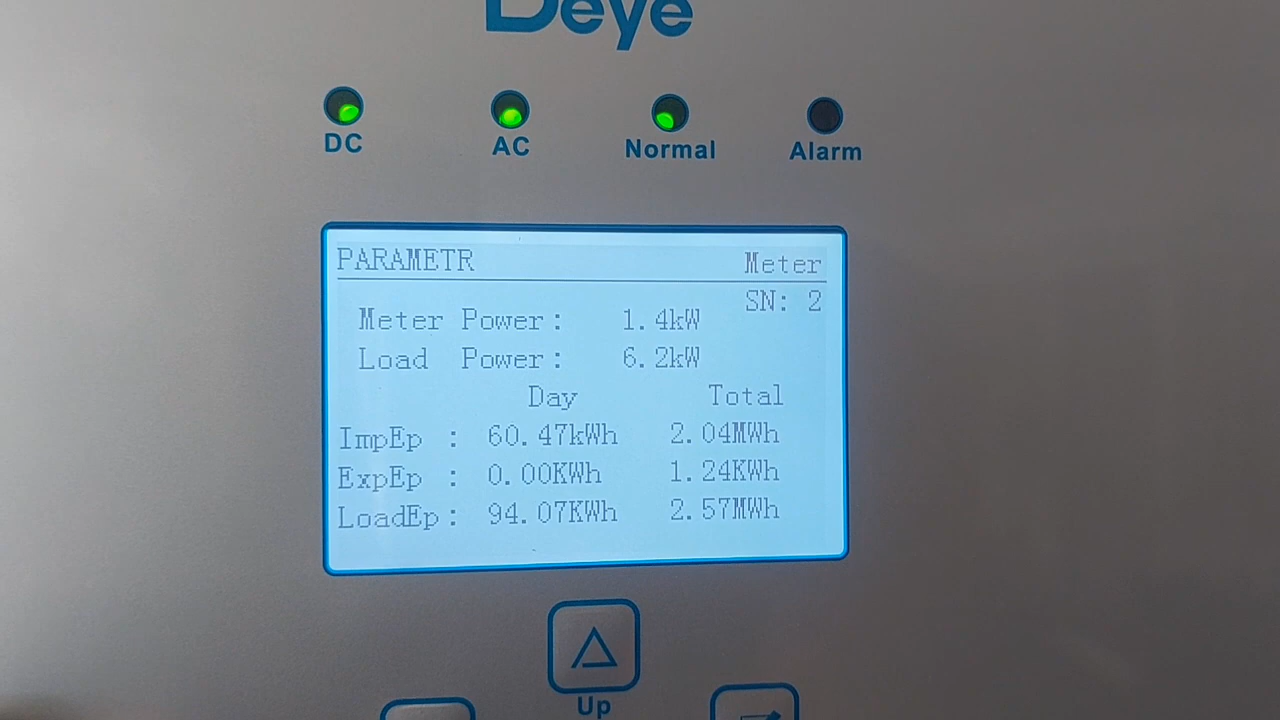 Deye
DC AC Normal Alarm
PARAMETR Meter
SN: 2
Meter Power: 1.4kW
Load Power: 6.2kW
Day Total
ImpEp : 60.47kWh 2.04MWh
ExpEp : 0.00KWh 1.24KWh
LoadEp: 94.07KWh 2.57MWh
Up